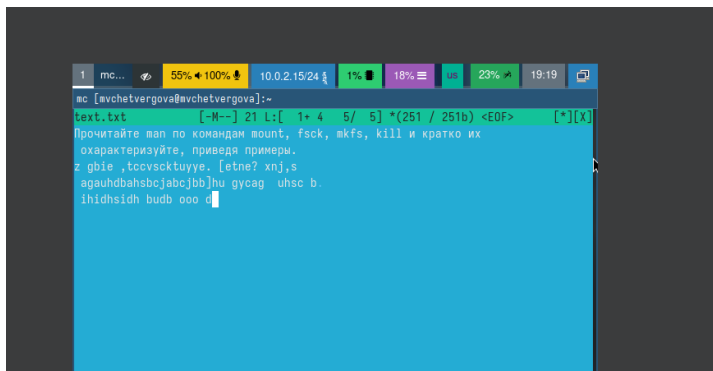 1 mc... 55% 100% 10.0.2.15/24 1% 18% us 23% 19:19
mc [mvchetvergova@mvchetvergova]:~
text.txt [-M--] 21 L:[ 1+ 4 5/ 5] *(251 / 251b) <EOF> [*][X]
Прочитайте man по командам mount, fsck, mkfs, kill и кратко их
охарактеризуйте, приведя примеры.
z gbie ,tccvscktuyye. [etne? xnj,s
agauhdbahsbcjabcjbb]hu gycag uhsc b.
ihidhsidh budb ooo d